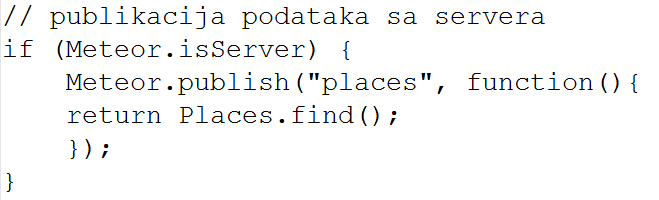 // publikacija podataka sa servera
if (Meteor.isServer) {
    Meteor.publish("places", function(){
    return Places.find();
    });
}